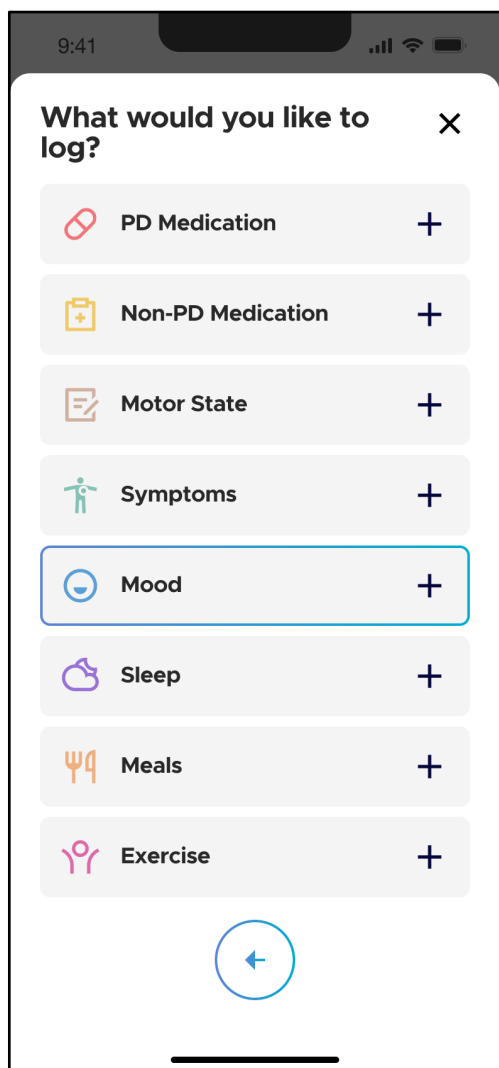 9:41
What would you like to
log?
PD Medication
Non-PD Medication
Motor State
Symptoms
Mood
Sleep
Meals
Exercise